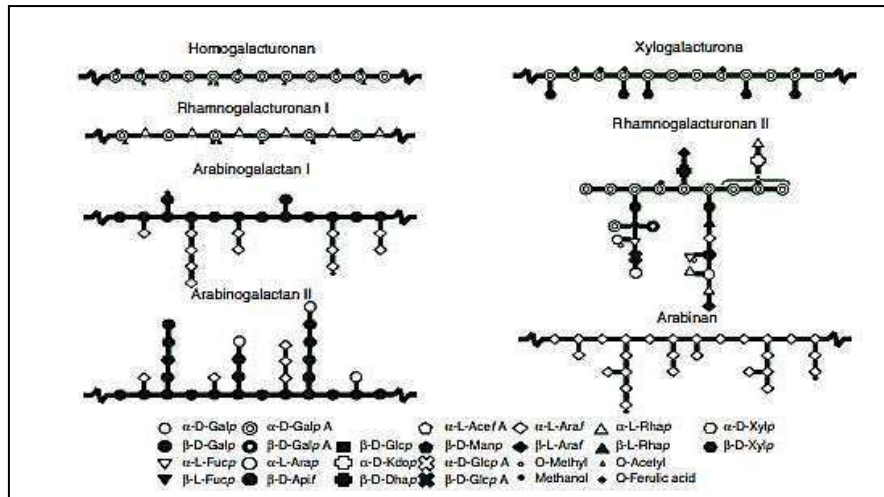 Homogalacturonan
Rhamnogalacturonan I
Arabinogalactan I
Arabinogalactan II
Xylogalacturona
Rhamnogalacturonan II
Arabinan
α-D-Galp
α-D-Galp A
α-L-Acef A
α-L-Araf
α-L-Rhap
α-D-Xylp
β-D-Galp
β-D-Galp A
β-D-Glcp
β-D-Manp
β-L-Araf
β-L-Rhap
β-D-Xylp
α-L-Fucp
α-L-Arap
α-D-Kdop
α-D-Glcp A
O-Methyl
O-Acetyl
β-L-Fucp
β-D-Apif
β-D-Dhap
β-D-Glcp A
Methanol
O-Ferulic acid